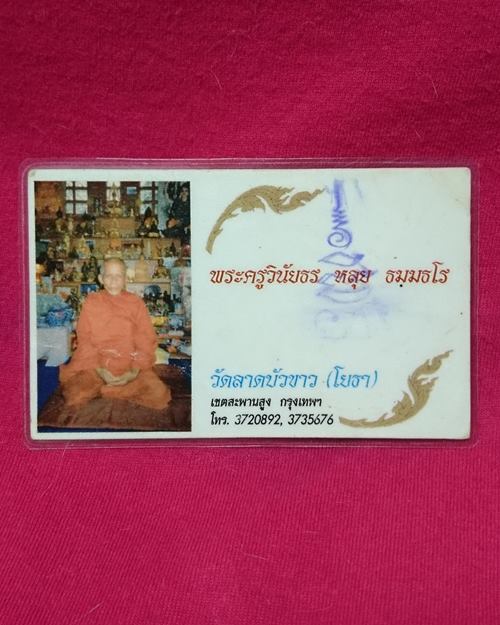 พระครูวินัยธร หลุย ธมฺมธโร
วัดลาดบัวขาว (โยธา)
เขตสะพานสูง กรุงเทพฯ
โทร. 3720892, 3735676